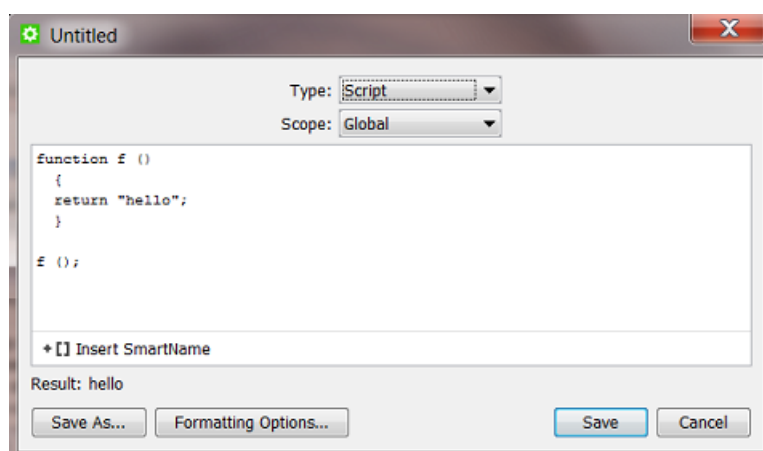 Untitled
X
Type: Script
Scope: Global
function f ()
{
return "hello";
}
f ();
+[] Insert SmartName
Result: hello
Save As... Formatting Options... Save Cancel